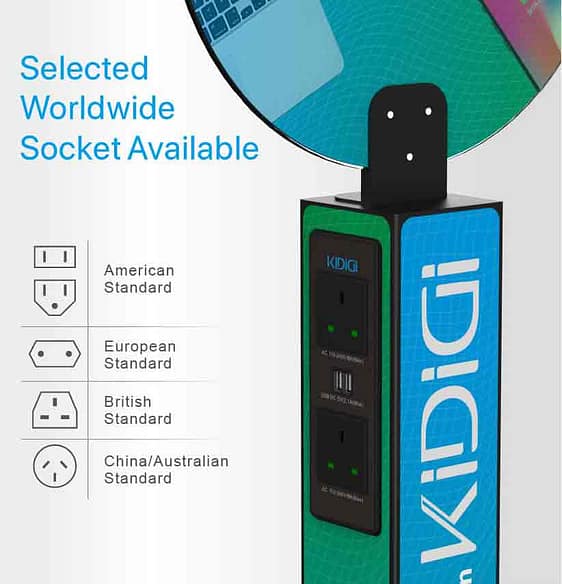 Selected
Worldwide
Socket Available
American
Standard
European
Standard
British
Standard
China/Australian
Standard
KiDiGi
KiDiGi